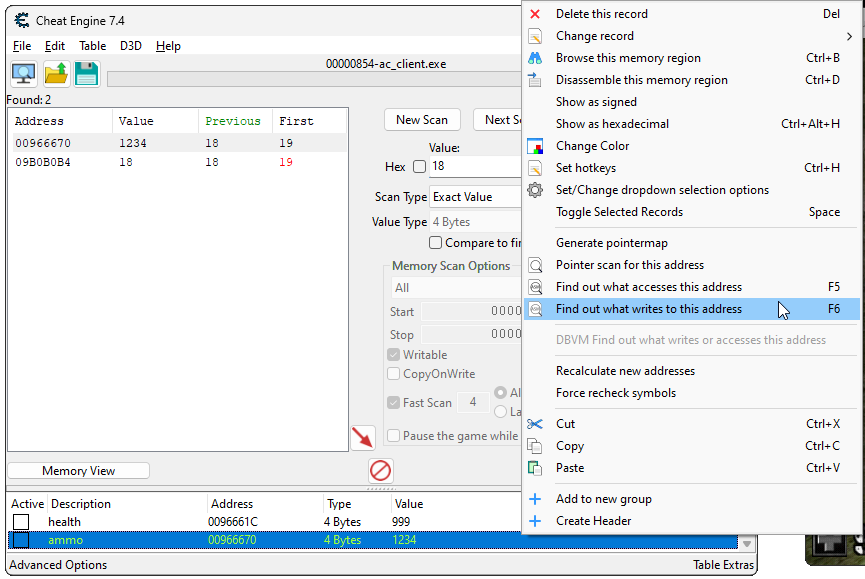 Cheat Engine 7.4
File Edit Table D3D Help
00000854-ac_client.exe
Found: 2
Address Value Previous First
00966670 1234 18 19
09B0B0B4 18 18 19
New Scan Next
Value:
Hex 18
Scan Type Exact Value
Value Type 4 Bytes
Compare to fir
Memory Scan Options
All
Start 0000
Stop 0000
Writable
CopyOnWrite
Fast Scan 4 Al
La
Pause the game while
Memory View
Active Description Address Type Value
health 0096661C 4 Bytes 999
ammo 00966670 4 Bytes 1234
Advanced Options Table Extras
Delete this record Del
Change record
Browse this memory region Ctrl+B
Disassemble this memory region Ctrl+D
Show as signed
Show as hexadecimal Ctrl+Alt+H
Change Color
Set hotkeys Ctrl+H
Set/Change dropdown selection options
Toggle Selected Records Space
Generate pointermap
Pointer scan for this address
Find out what accesses this address F5
Find out what writes to this address F6
DBVM Find out what writes or accesses this address
Recalculate new addresses
Force recheck symbols
Cut Ctrl+X
Copy Ctrl+C
Paste Ctrl+V
Add to new group
Create Header